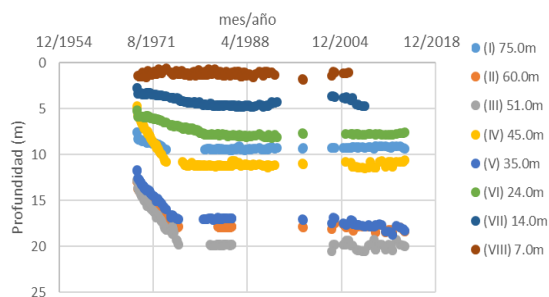 mes/año
12/1954 8/1971 4/1988 12/2004 12/2018
0
5
10
15
20
25
Profundidad (m)
(I) 75.0m
(II) 60.0m
(III) 51.0m
(IV) 45.0m
(V) 35.0m
(VI) 24.0m
(VII) 14.0m
(VIII) 7.0m